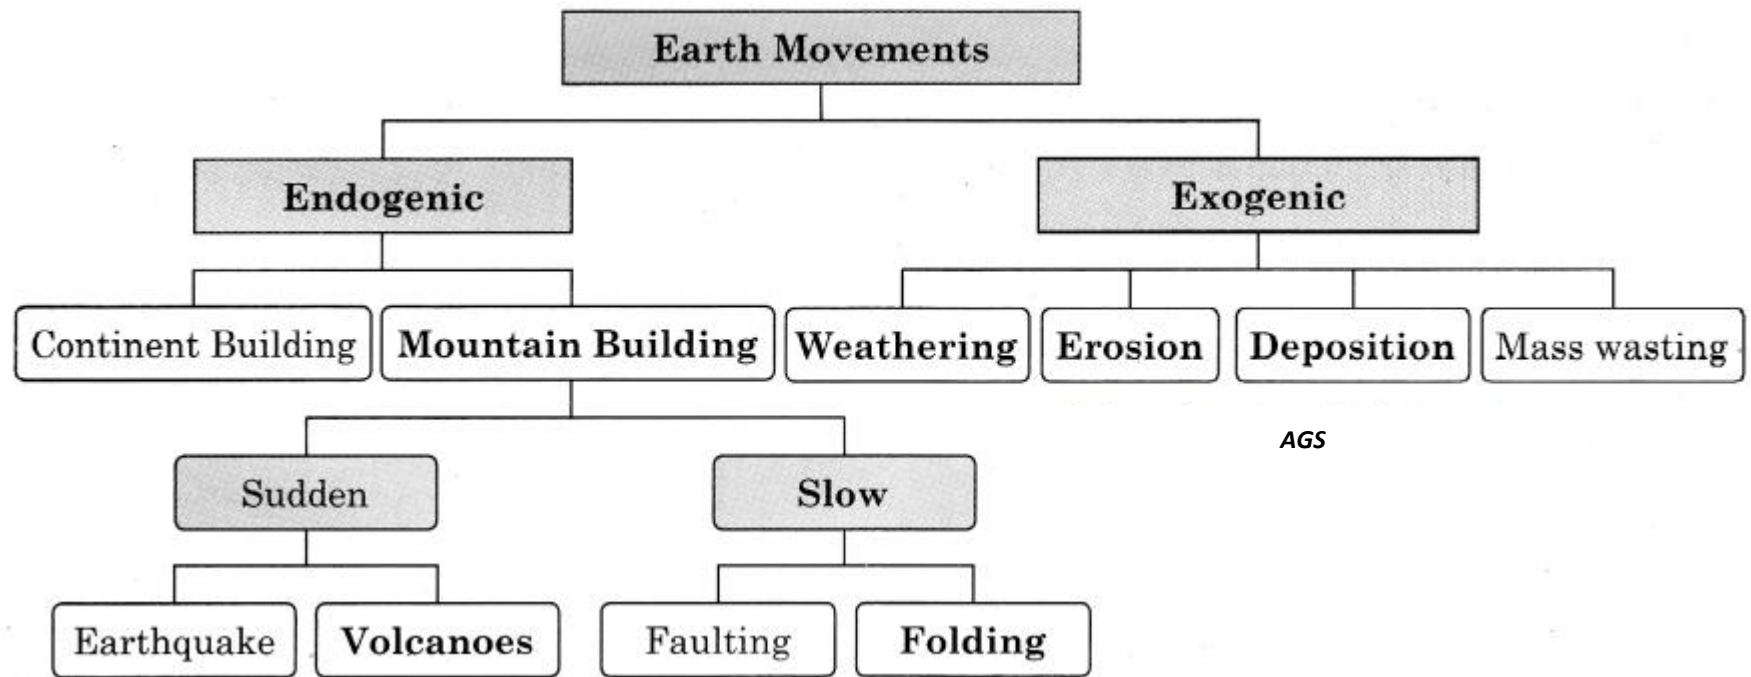 Earth Movements
Endogenic
Exogenic
Continent Building
Mountain Building
Weathering
Erosion
Deposition
Mass wasting
AGS
Sudden
Slow
Earthquake
Volcanoes
Faulting
Folding